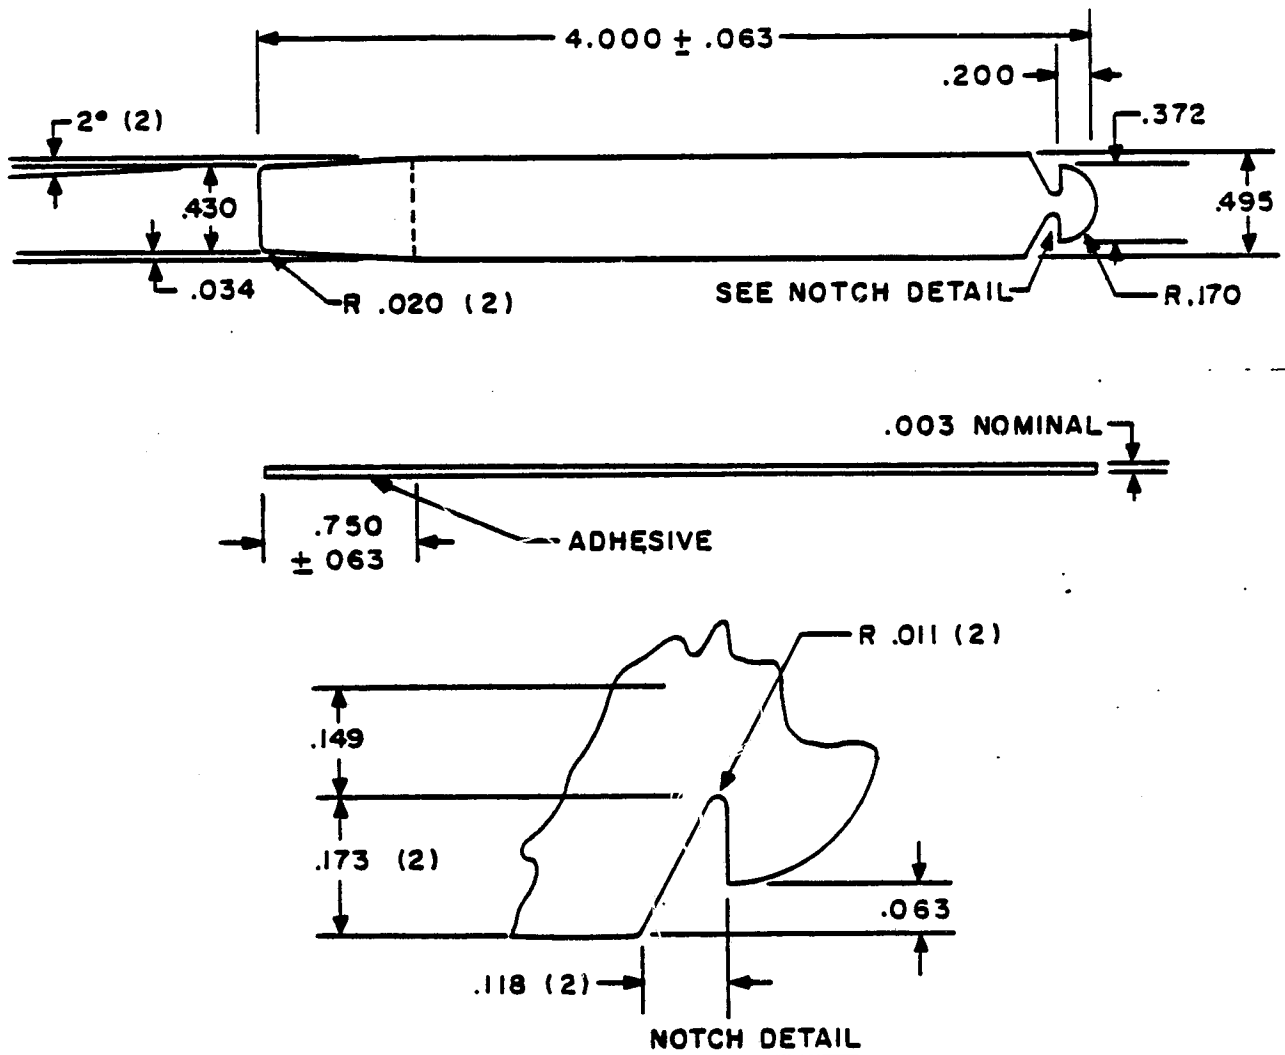 4.000 ± .063
.200
2° (2)
.372
.430
.495
.034
R .020 (2)
SEE NOTCH DETAIL
R.170
.003 NOMINAL
.750
± 063
ADHESIVE
R .011 (2)
.149
.173 (2)
.063
.118 (2)
NOTCH DETAIL